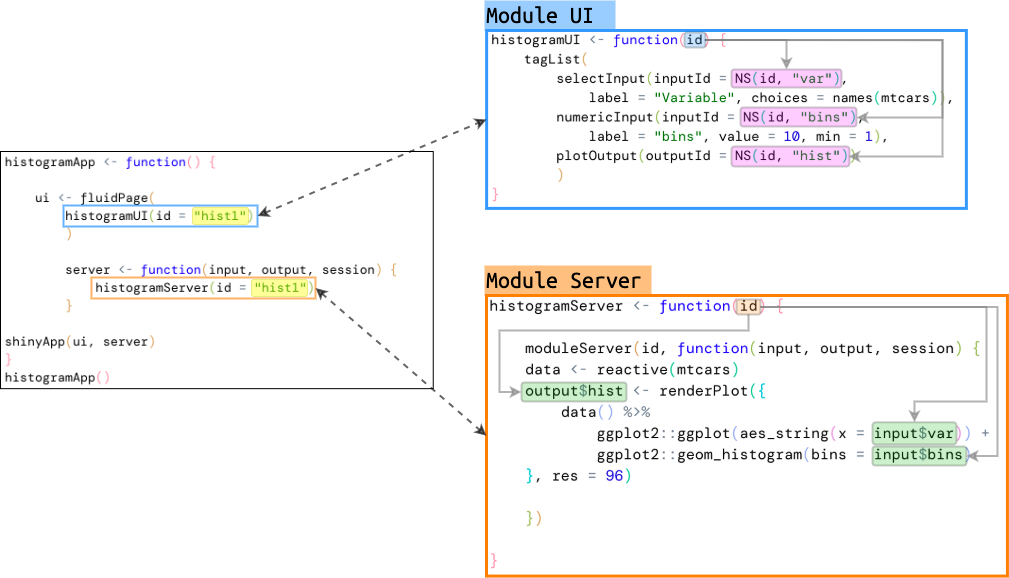 Module UI
histogramUI <- function(id) {
    tagList(
        selectInput(inputId = NS(id, "var"),
            label = "Variable", choices = names(mtcars)),
        numericInput(inputId = NS(id, "bins"),
            label = "bins", value = 10, min = 1),
        plotOutput(outputId = NS(id, "hist"))
        )
}
histogramApp <- function() {
    ui <- fluidPage(
        histogramUI(id = "hist1")
        )
        server <- function(input, output, session) {
            histogramServer(id = "hist1")
        }
shinyApp(ui, server)
}
histogramApp()
Module Server
histogramServer <- function(id) {
    moduleServer(id, function(input, output, session) {
    data <- reactive(mtcars)
    output$hist <- renderPlot({
        data() %>%
            ggplot2::ggplot(aes_string(x = input$var)) +
            ggplot2::geom_histogram(bins = input$bins)
    }, res = 96)
    })
}